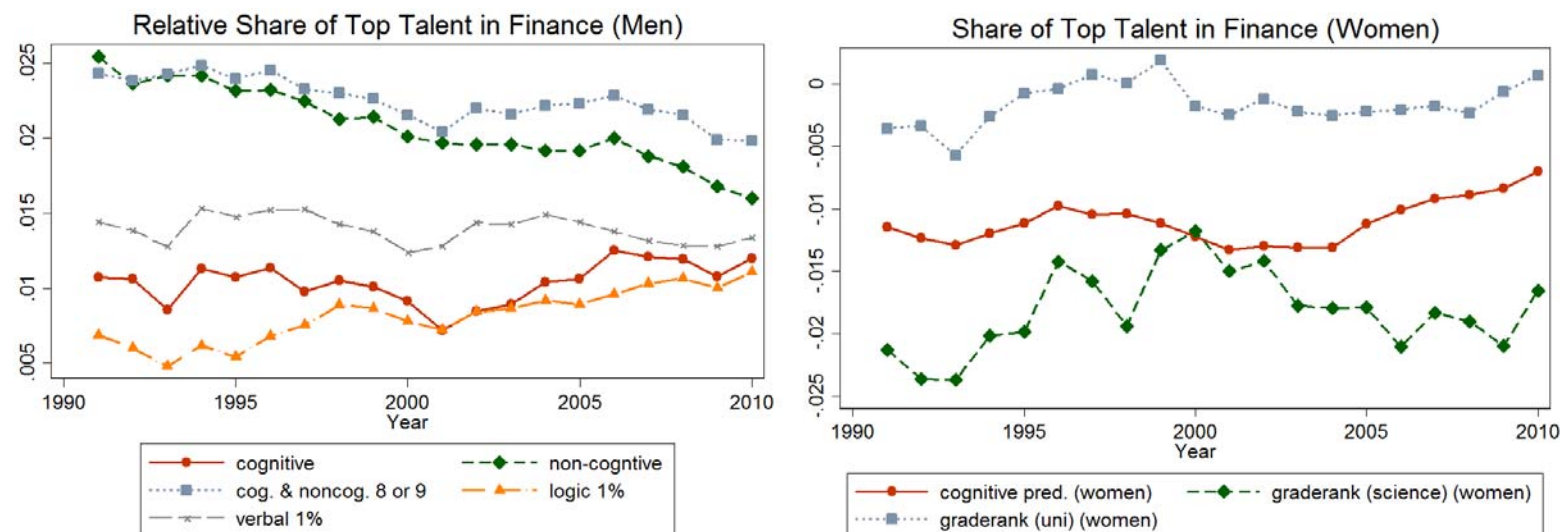 Relative Share of Top Talent in Finance (Men)
.025
.02
.015
.01
.005
1990 1995 2000 2005 2010
Year
cognitive non-cogntive
cog. & noncog. 8 or 9 logic 1%
verbal 1%
Share of Top Talent in Finance (Women)
0
-.005
-.01
-.015
-.02
-.025
1990 1995 2000 2005 2010
Year
cognitive pred. (women) graderank (science) (women)
graderank (uni) (women)